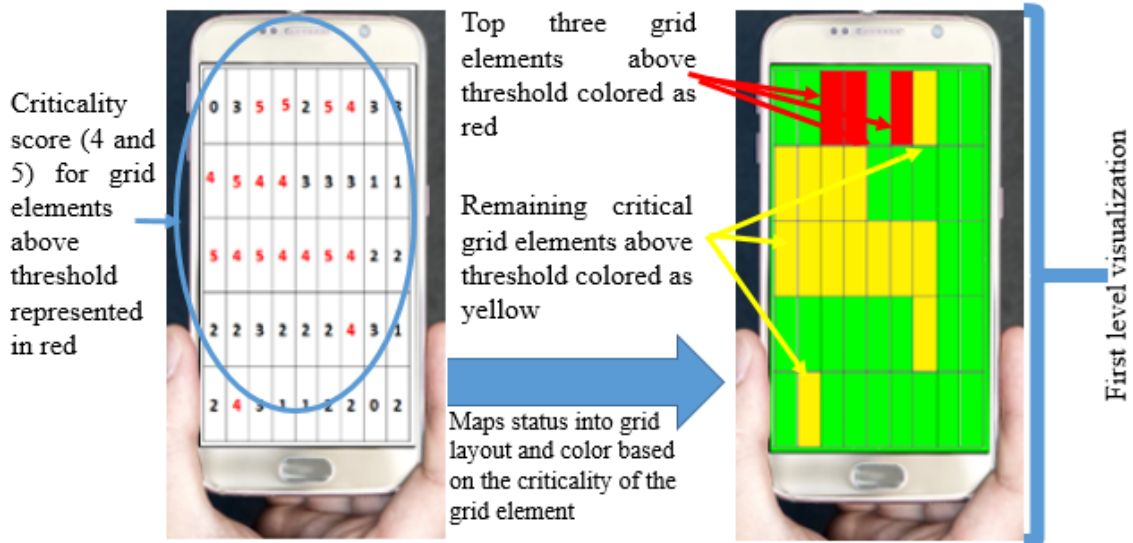 Criticality
score (4 and
5) for grid
elements
above
threshold
represented
in red
0 3 5 5 2 5 4 3 3
4 5 4 4 3 3 3 1 1
5 4 5 4 4 5 4 2 2
2 2 3 2 2 2 4 3 1
2 4 3 1 1 2 2 0 2
Top three grid
elements above
threshold colored as
red
Remaining critical
grid elements above
threshold colored as
yellow
Maps status into grid
layout and color based
on the criticality of the
grid element
First level visualization